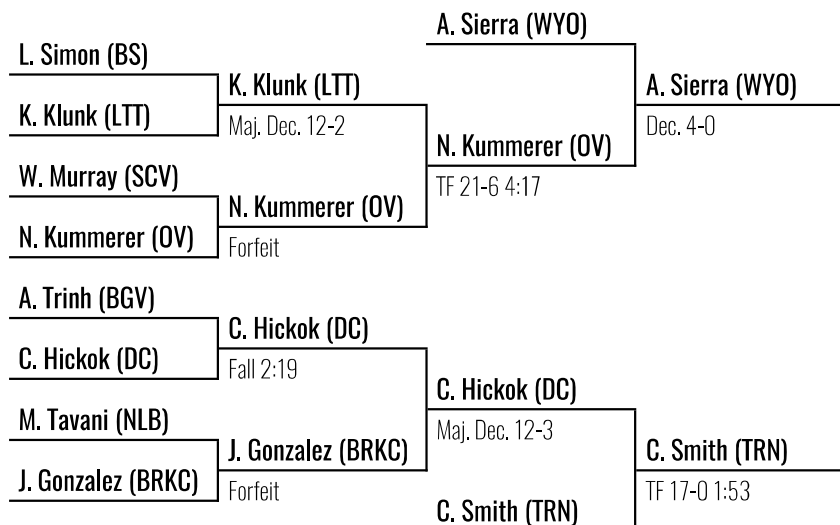 L. Simon (BS)
K. Klunk (LTT)
W. Murray (SCV)
N. Kummerer (OV)
A. Trinh (BGV)
C. Hickok (DC)
M. Tavani (NLB)
J. Gonzalez (BRKC)
K. Klunk (LTT)
Maj. Dec. 12-2
N. Kummerer (OV)
Forfeit
C. Hickok (DC)
Fall 2:19
J. Gonzalez (BRKC)
Forfeit
A. Sierra (WYO)
N. Kummerer (OV)
TF 21-6 4:17
C. Hickok (DC)
Maj. Dec. 12-3
C. Smith (TRN)
A. Sierra (WYO)
Dec. 4-0
C. Smith (TRN)
TF 17-0 1:53